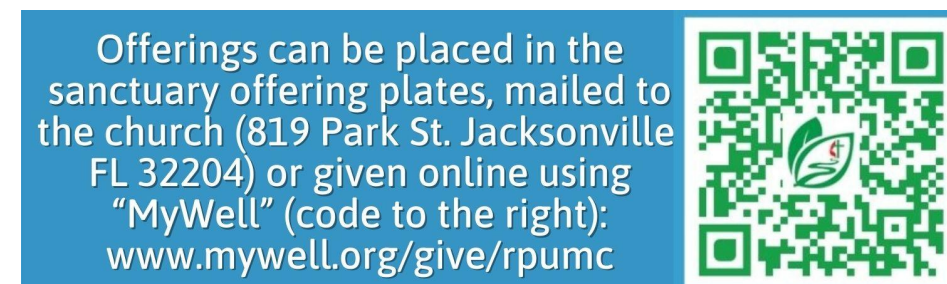 Offerings can be placed in the
sanctuary offering plates, mailed to
the church (819 Park St. Jacksonville
FL 32204) or given online using
“MyWell” (code to the right):
www.mywell.org/give/rpumc